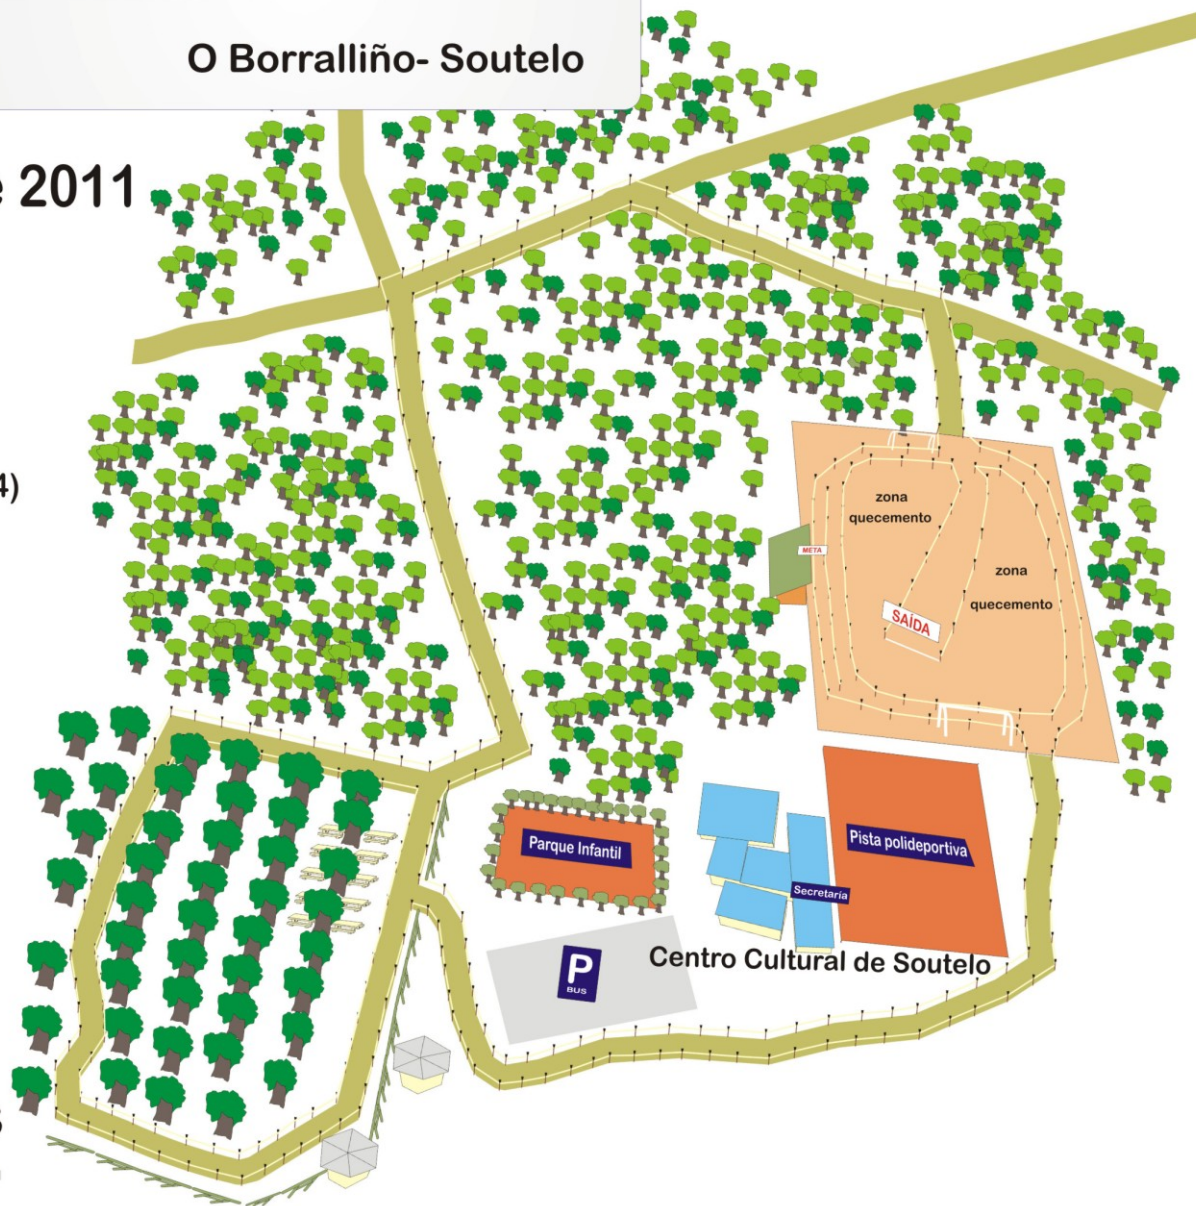 O Borralliño- Soutelo
2011
4)
zona
quecemento
META
zona
quecemento
SAÍDA
Parque Infantil
Pista polideportiva
Secretaría
Centro Cultural de Soutelo
P
BUS